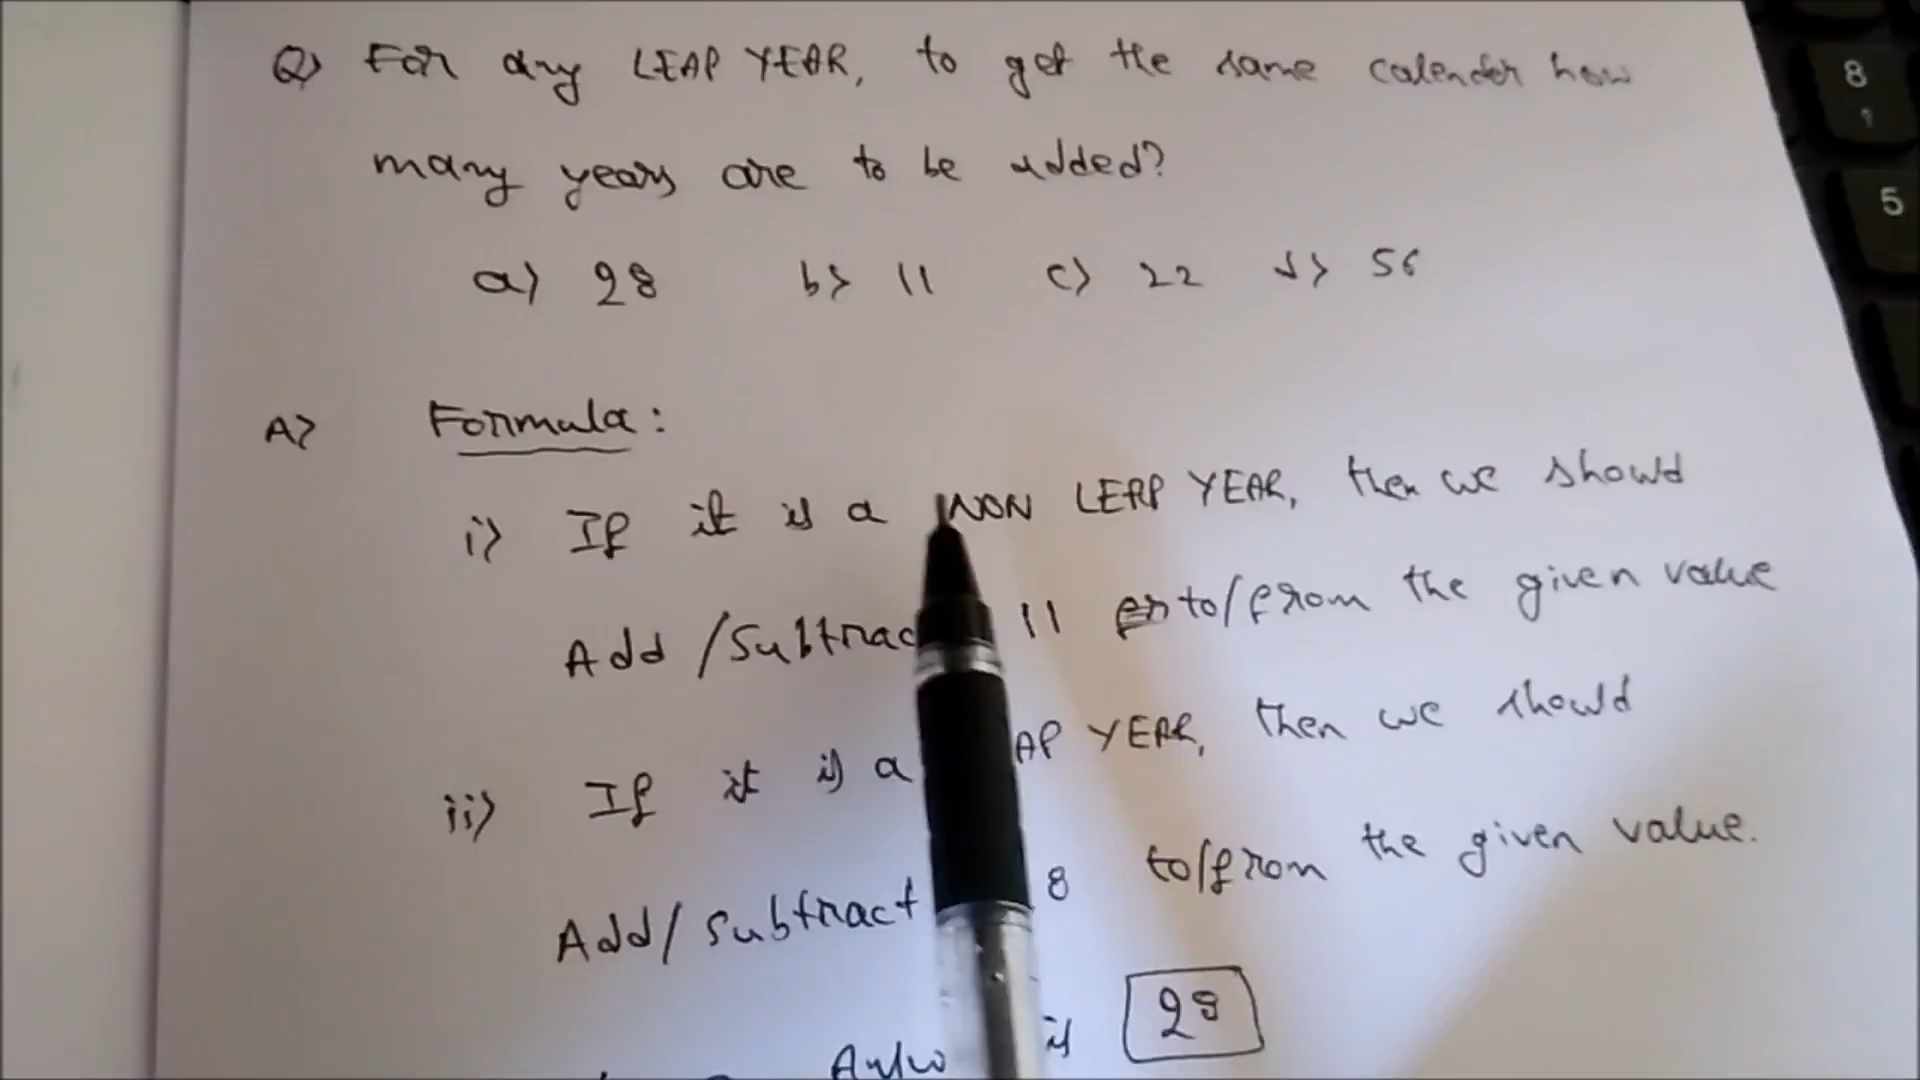 Q) For any LEAP YEAR, to get the same calender how
many years are to be added?
a) 28 b) 11 c) 22 d) 56
A) Formula:
i) If it is a NON LEAP YEAR, then we should
Add /Subtrac 11 to/from the given value
ii) If it is a AP YEAR, then we should
Add/ Subtract 8 to/from the given value.
is 28
8
5